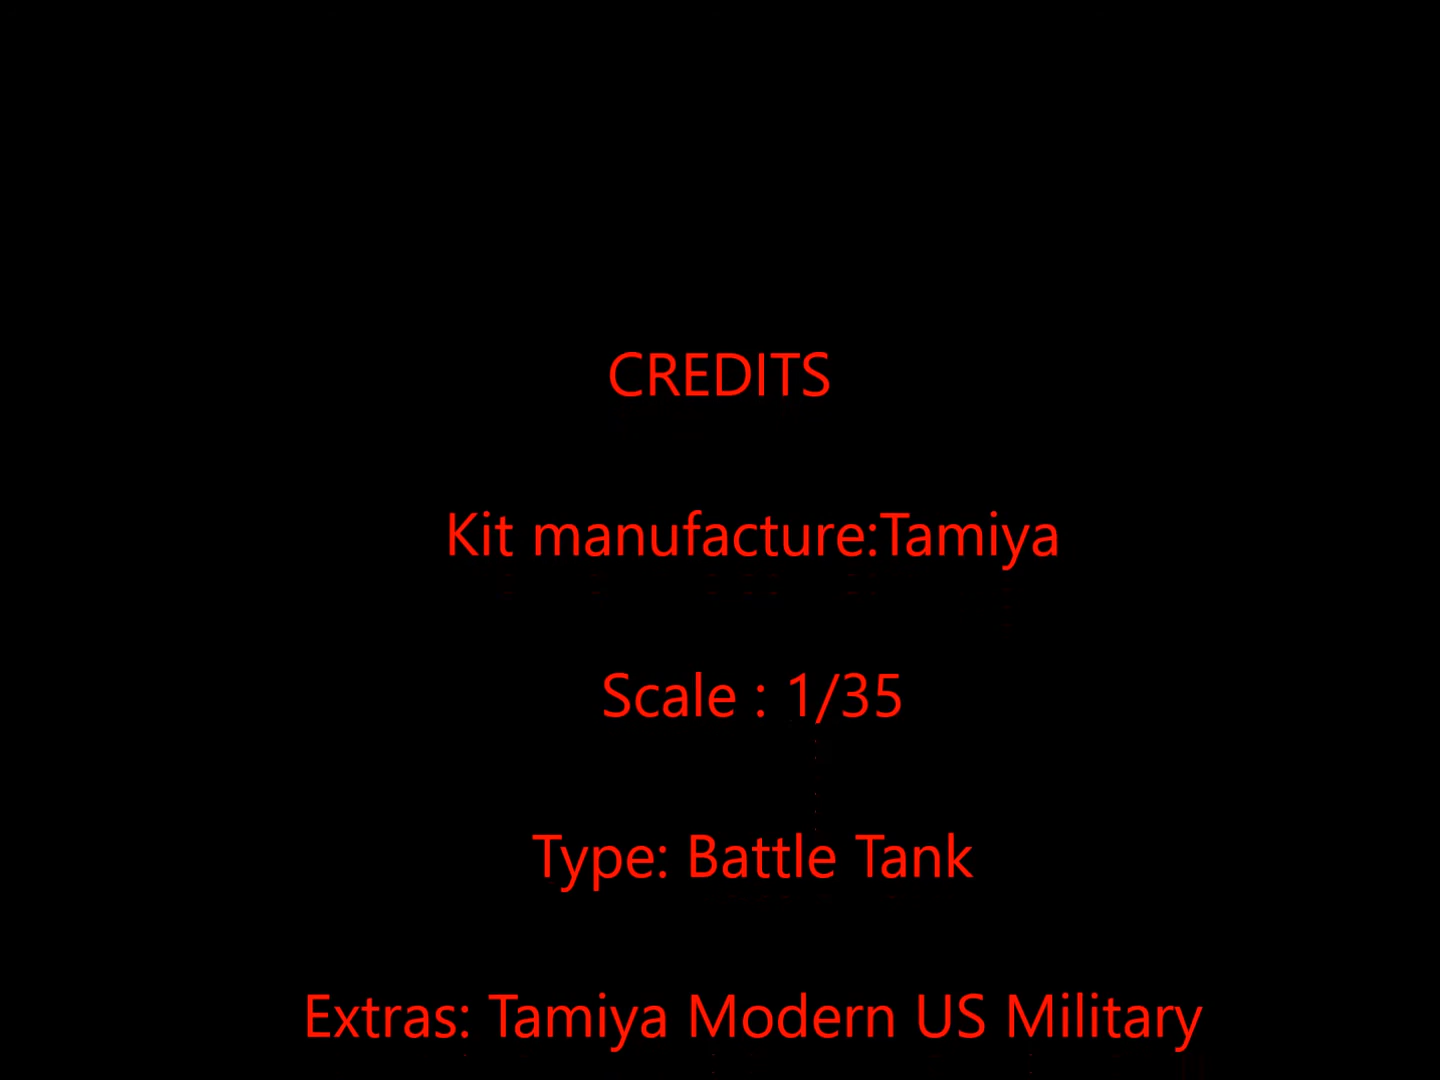 CREDITS
Kit manufacture:Tamiya
Scale : 1/35
Type: Battle Tank
Extras: Tamiya Modern US Military